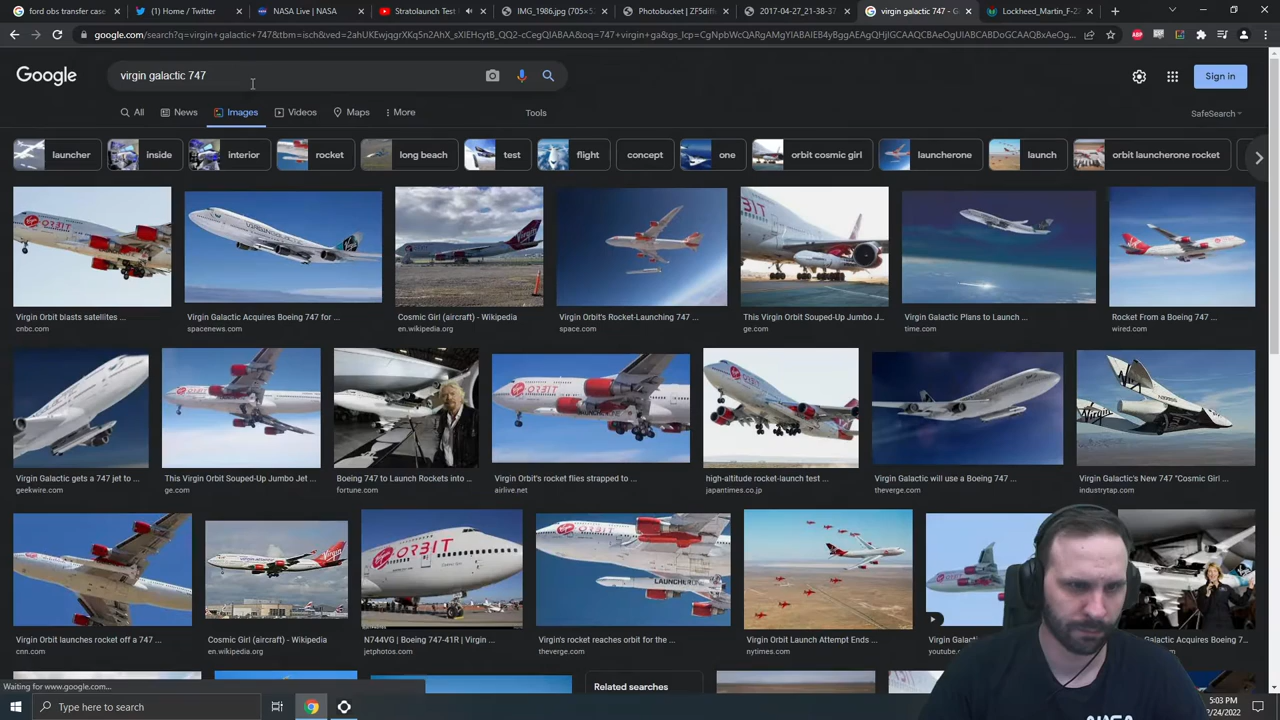 ford obs transfer case
(1) Home / Twitter
NASA Live | NASA
Stratolaunch Test
IMG_1986.jpg (705×5
Photobucket | ZF5diff
2017-04-27_21-38-37
virgin galactic 747 - G
Lockheed_Martin_F-2
google.com/search?q=virgin+galactic+747&tbm=isch&ved=2ahUKEwjqgrXKq5n2AhX_sXIEHcytB_QQ2-cCegQIABAA&oq=virgin+ga&gs_lcp=CgNpbWcQARgAMgYIABAIEB4yBggAEAgQHjIGCAAQCBAeOgUIABCABDoGCAAQBxAeOg...
Google
virgin galactic 747
Sign in
All
News
Images
Videos
Maps
More
Tools
SafeSearch
launcher
inside
interior
rocket
long beach
test
flight
concept
one
orbit cosmic girl
launcherone
launch
orbit launcherone rocket
Virgin Orbit blasts satellites ...
cnbc.com
Virgin Galactic Acquires Boeing 747 for ...
spacenews.com
Cosmic Girl (aircraft) - Wikipedia
en.wikipedia.org
Virgin Orbit's Rocket-Launching 747 ...
space.com
This Virgin Orbit Souped-Up Jumbo J...
ge.com
Virgin Galactic Plans to Launch ...
time.com
Rocket From a Boeing 747 ...
wired.com
Virgin Galactic gets a 747 jet to ...
geekwire.com
This Virgin Orbit Souped-Up Jumbo Jet ...
ge.com
Boeing 747 to Launch Rockets into ...
fortune.com
Virgin Orbit's rocket flies strapped to ...
airlive.net
high-altitude rocket-launch test ...
japantimes.co.jp
Virgin Galactic will use a Boeing 747 ...
theverge.com
Virgin Galactic's New 747 "Cosmic Girl ...
industrytap.com
Virgin Orbit launches rocket off a 747 ...
cnn.com
Cosmic Girl (aircraft) - Wikipedia
en.wikipedia.org
N744VG | Boeing 747-41R | Virgin ...
jetphotos.com
Virgin's rocket reaches orbit for the ...
theverge.com
Virgin Orbit Launch Attempt Ends ...
nytimes.com
Virgin Galact
youtube.c
Galactic Acquires Boeing 7...
Related searches
Waiting for www.google.com...
Type here to search
5:03 PM
/24/2022